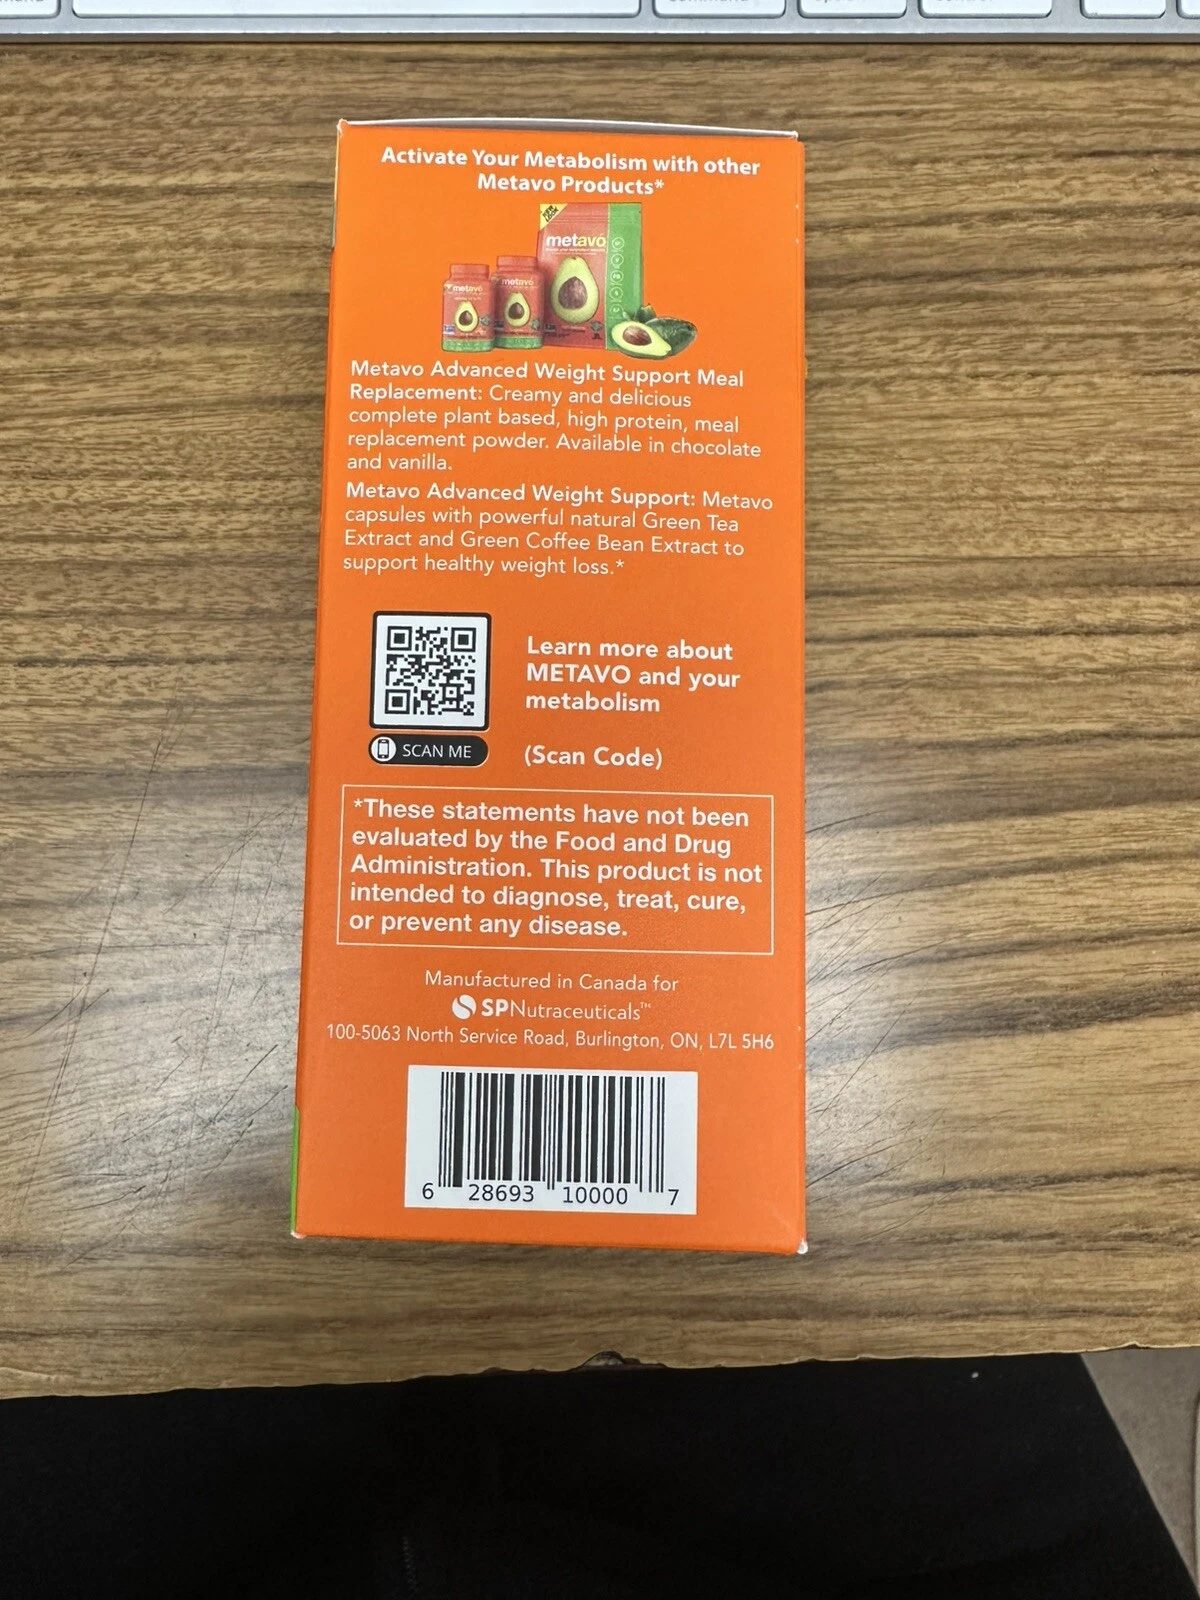 Activate Your Metabolism with other
Metavo Products*
NEW LOOK
metavó
metavó
metavó
Metavo Advanced Weight Support Meal
Replacement: Creamy and delicious
complete plant based, high protein, meal
replacement powder. Available in chocolate
and vanilla.
Metavo Advanced Weight Support: Metavo
capsules with powerful natural Green Tea
Extract and Green Coffee Bean Extract to
support healthy weight loss.*
Learn more about
METAVO and your
metabolism
SCAN ME
(Scan Code)
*These statements have not been
evaluated by the Food and Drug
Administration. This product is not
intended to diagnose, treat, cure,
or prevent any disease.
Manufactured in Canada for
SPNutraceuticals™
100-5063 North Service Road, Burlington, ON, L7L 5H6
6 28693 10000 7